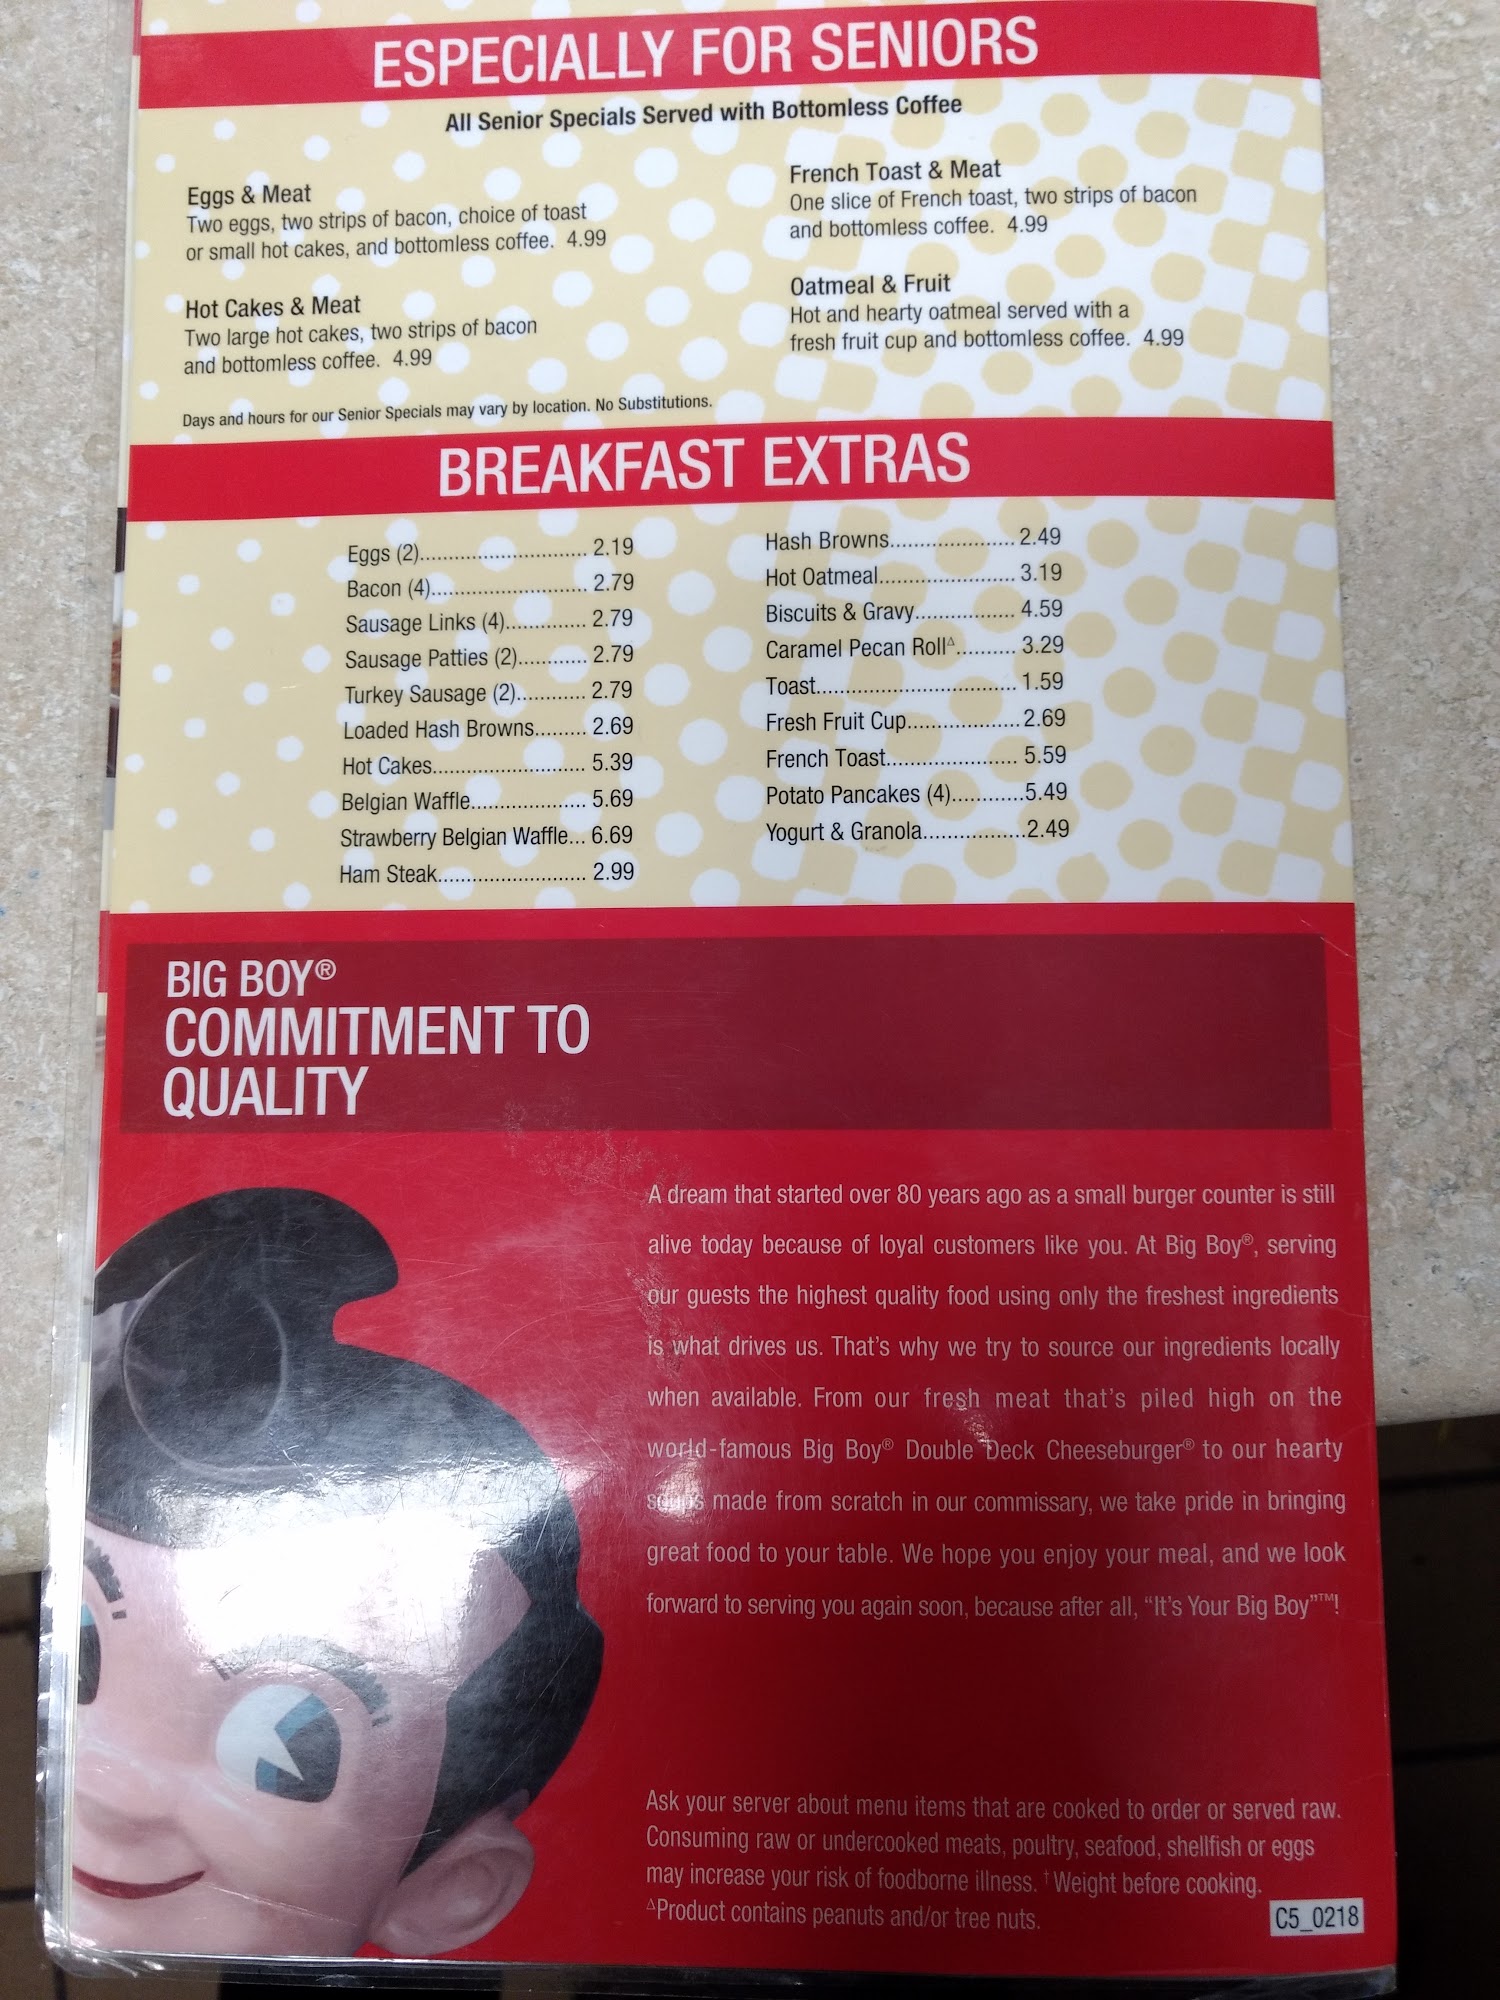 ESPECIALLY FOR SENIORS
All Senior Specials Served with Bottomless Coffee
Eggs & Meat
Two eggs, two strips of bacon, choice of toast
or small hot cakes, and bottomless coffee. 4.99
Hot Cakes & Meat
Two large hot cakes, two strips of bacon
and bottomless coffee. 4.99
French Toast & Meat
One slice of French toast, two strips of bacon
and bottomless coffee. 4.99
Oatmeal & Fruit
Hot and hearty oatmeal served with a
fresh fruit cup and bottomless coffee. 4.99
Days and hours for our Senior Specials may vary by location. No Substitutions.
BREAKFAST EXTRAS
Eggs (2)............................ 2.19
Bacon (4)........................... 2.79
Sausage Links (4).............. 2.79
Sausage Patties (2)............ 2.79
Turkey Sausage (2)............ 2.79
Loaded Hash Browns......... 2.69
Hot Cakes.......................... 5.39
Belgian Waffle.................... 5.69
Strawberry Belgian Waffle... 6.69
Ham Steak......................... 2.99
Hash Browns..................... 2.49
Hot Oatmeal....................... 3.19
Biscuits & Gravy................. 4.59
Caramel Pecan Roll△.......... 3.29
Toast.................................. 1.59
Fresh Fruit Cup................... 2.69
French Toast...................... 5.59
Potato Pancakes (4)............ 5.49
Yogurt & Granola................. 2.49
BIG BOY®
COMMITMENT TO
QUALITY
A dream that started over 80 years ago as a small burger counter is still
alive today because of loyal customers like you. At Big Boy®, serving
our guests the highest quality food using only the freshest ingredients
is what drives us. That's why we try to source our ingredients locally
when available. From our fresh meat that's piled high on the
world-famous Big Boy® Double Deck Cheeseburger® to our hearty
soups made from scratch in our commissary, we take pride in bringing
great food to your table. We hope you enjoy your meal, and we look
forward to serving you again soon, because after all, “It's Your Big Boy”™!
Ask your server about menu items that are cooked to order or served raw.
Consuming raw or undercooked meats, poultry, seafood, shellfish or eggs
may increase your risk of foodborne illness. †Weight before cooking.
△Product contains peanuts and/or tree nuts.
C5_0218